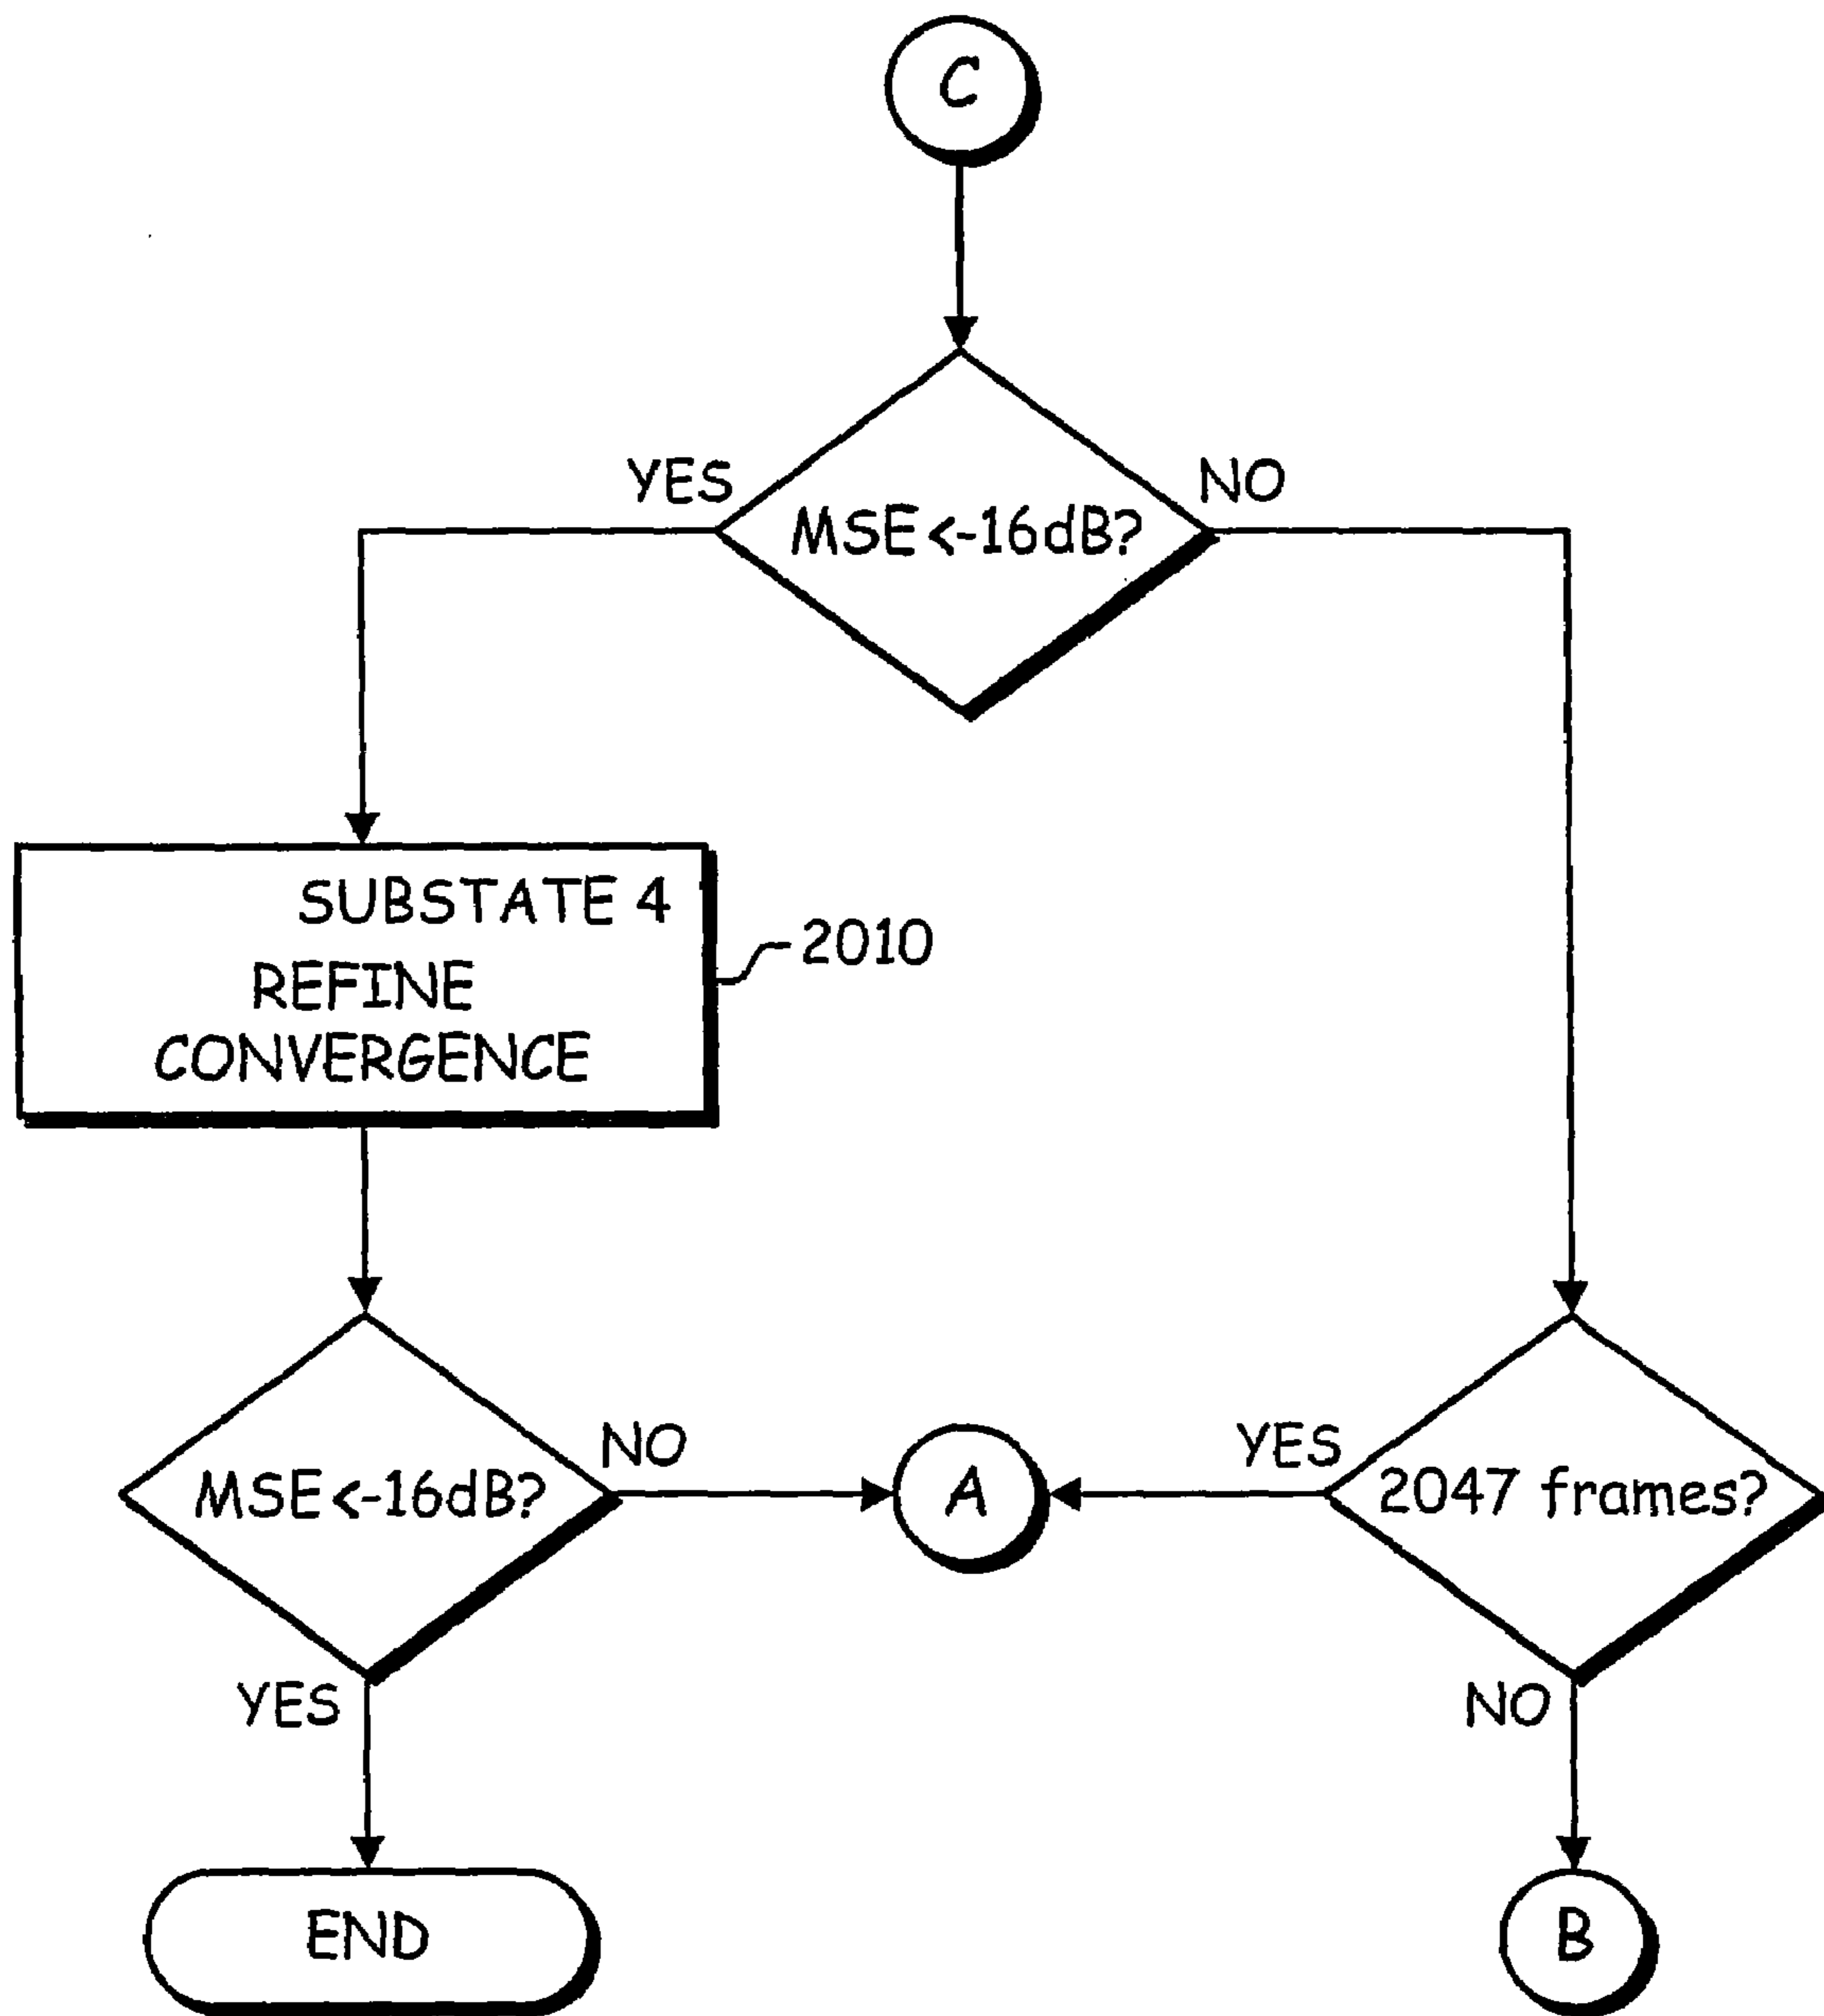 C
YES
NO
MSE<-16dB?
SUBSTATE 4
REFINE
CONVERGENCE
2010
NO
YES
MSE<-16dB?
A
2047 frames?
YES
NO
END
B